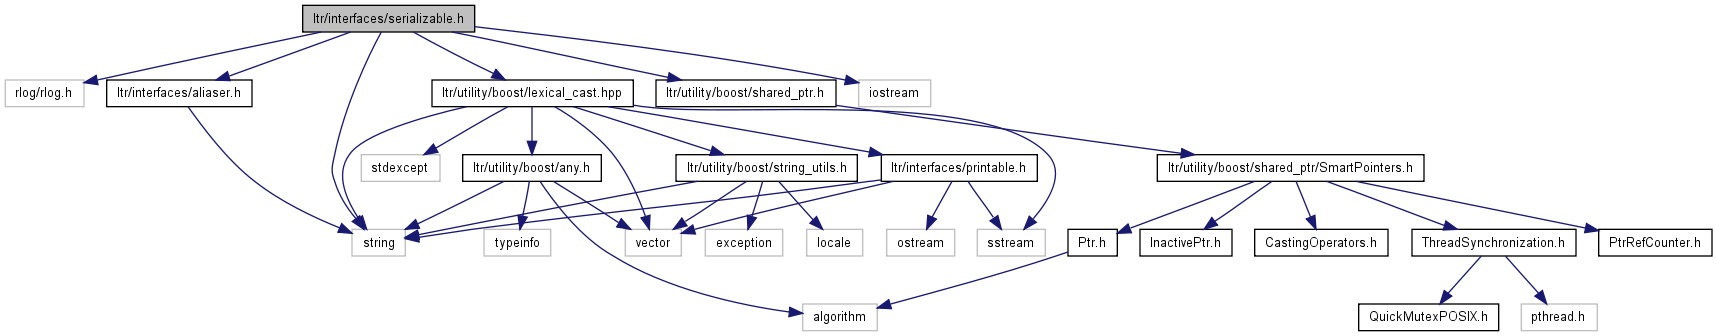 ltr/interfaces/serializable.h
rlog/rlog.h
ltr/interfaces/aliaser.h
ltr/utility/boost/lexical_cast.hpp
ltr/utility/boost/shared_ptr.h
iostream
stdexcept
ltr/utility/boost/any.h
ltr/utility/boost/string_utils.h
ltr/interfaces/printable.h
ltr/utility/boost/shared_ptr/SmartPointers.h
string
typeinfo
vector
exception
locale
ostream
sstream
Ptr.h
InactivePtr.h
CastingOperators.h
ThreadSynchronization.h
PtrRefCounter.h
algorithm
QuickMutexPOSIX.h
pthread.h